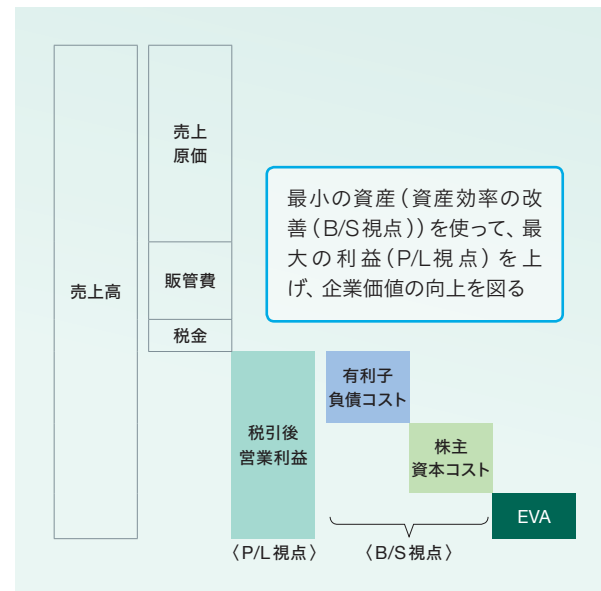 売上
原価
最小の資産（資産効率の改
善（B/S視点））を使って、最
大の利益（P/L視点）を上
げ、企業価値の向上を図る
売上高
販管費
税金
有利子
負債コスト
税引後
営業利益
株主
資本コスト
EVA
〈P/L視点〉
〈B/S視点〉